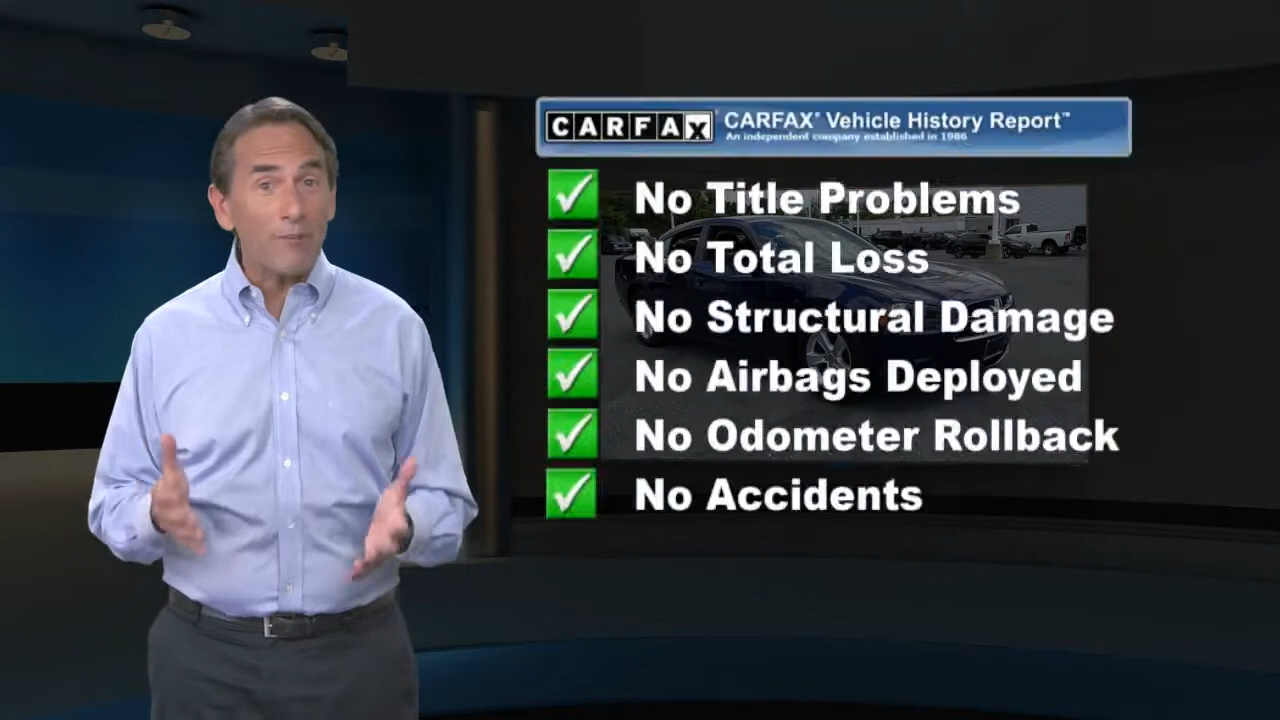 CARFAX
CARFAX® Vehicle History Report™
An independent company established in 1986
No Title Problems
No Total Loss
No Structural Damage
No Airbags Deployed
No Odometer Rollback
No Accidents